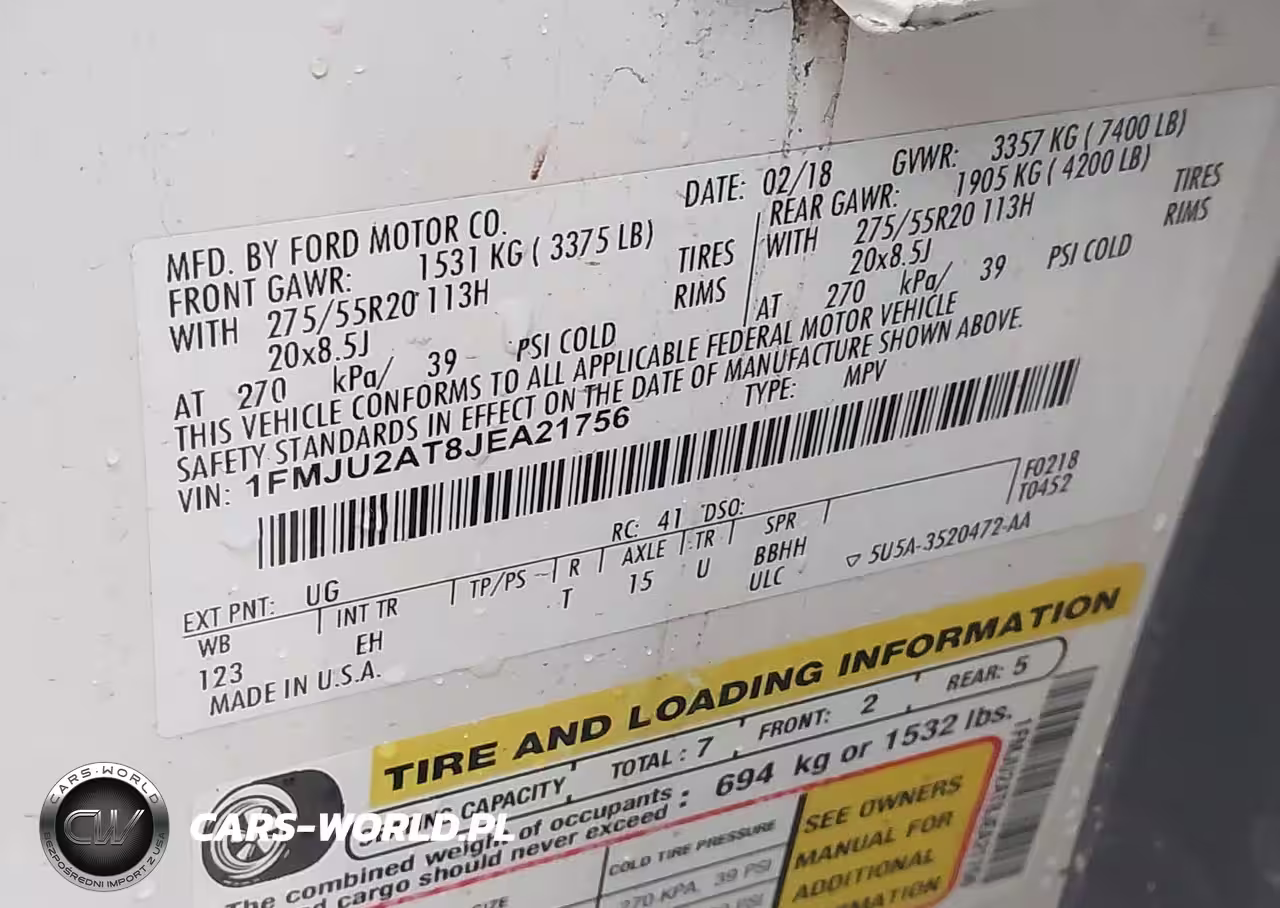 DATE: 02/18 GVWR: 3357 KG ( 7400 LB)
MFD. BY FORD MOTOR CO.
FRONT GAWR: 1531 KG ( 3375 LB) REAR GAWR: 1905 KG ( 4200 LB)
WITH 275/55R20 113H TIRES WITH 275/55R20 113H TIRES
20x8.5J RIMS 20x8.5J RIMS
AT 270 kPa/ 39 PSI COLD AT 270 kPa/ 39 PSI COLD
THIS VEHICLE CONFORMS TO ALL APPLICABLE FEDERAL MOTOR VEHICLE
SAFETY STANDARDS IN EFFECT ON THE DATE OF MANUFACTURE SHOWN ABOVE.
VIN: 1FMJU2AT8JEA21756 TYPE: MPV
F0218
T0452
EXT PNT: UG RC: 41 DSO:
WB INT TR TP/PS R AXLE TR SPR
123 EH T 15 U BBHH
ULC
MADE IN U.S.A. 5U5A-3520472-AA
TIRE AND LOADING INFORMATION
CAPACITY TOTAL : 7 FRONT: 2 REAR: 5
The combined weight of occupants : 694 kg or 1532 lbs.
cargo should never exceed
COLD TIRE PRESSURE
270 KPA, 39 PSI
PSI
SEE OWNERS
MANUAL FOR
ADDITIONAL
1FMJU2AT8JEA21756
CARS-WORLD
CW
BEZPOŚREDNI IMPORT Z USA
CARS-WORLD.PL